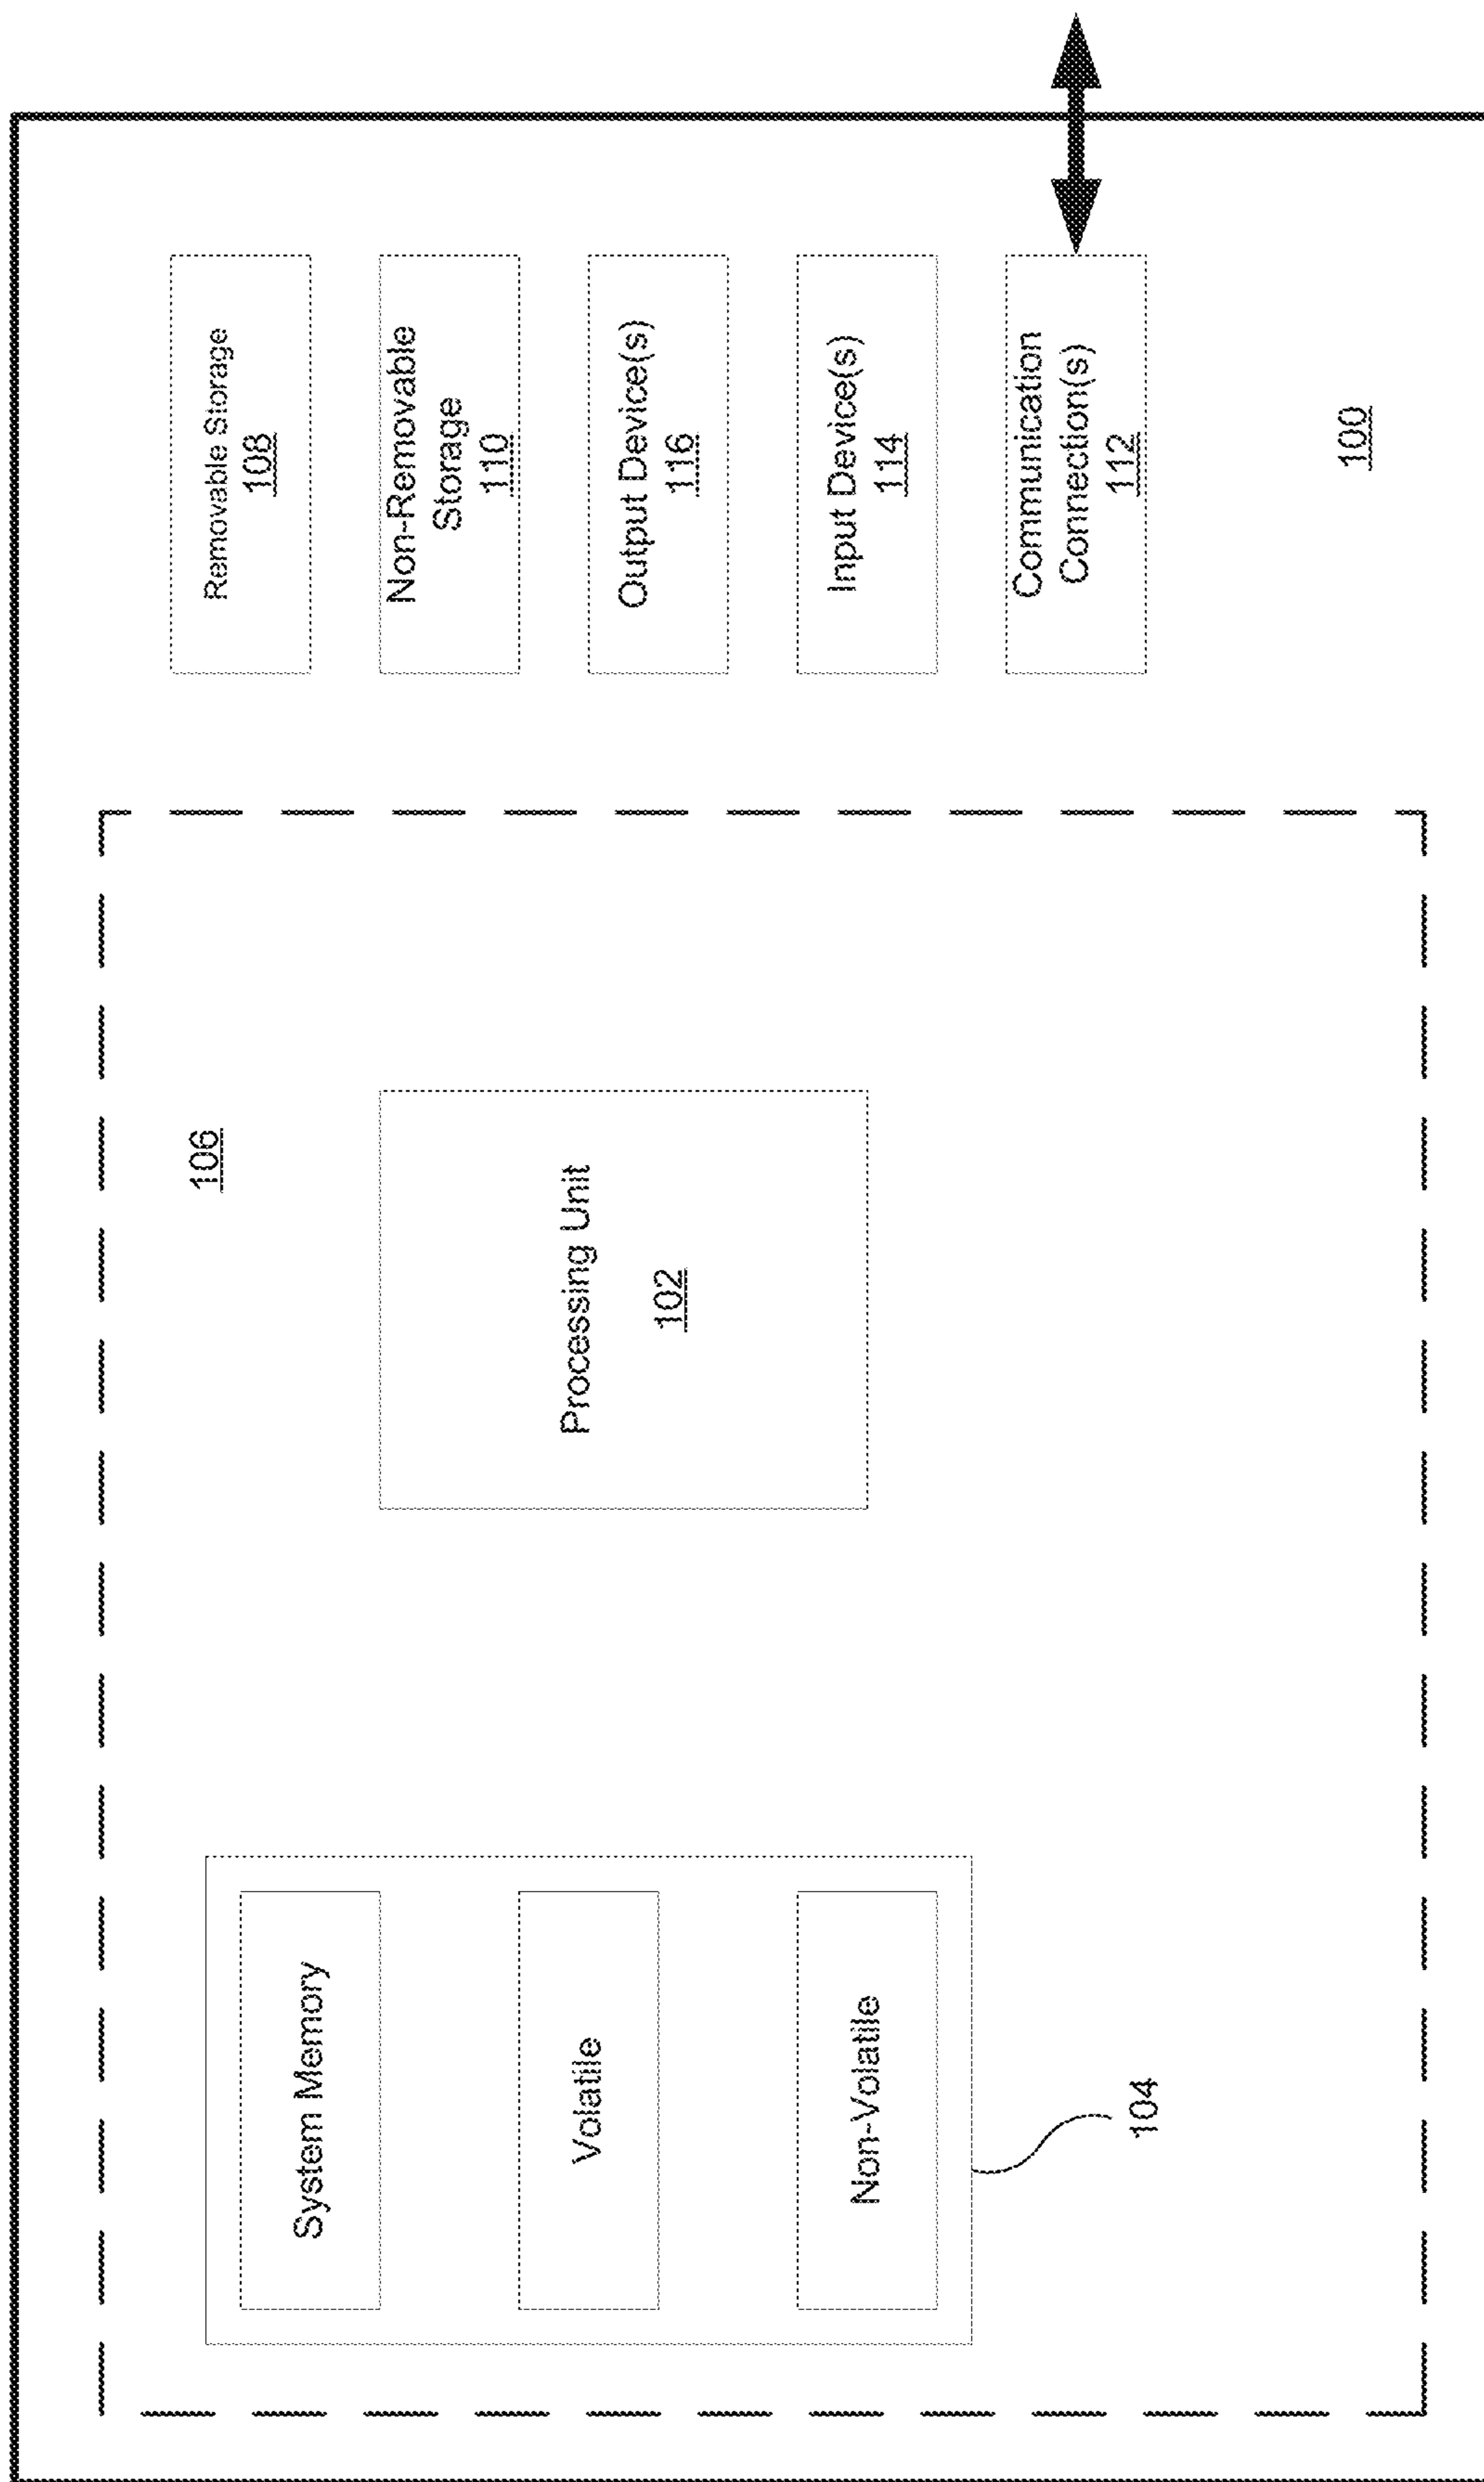 106
System Memory
Volatile
Non-Volatile
104
Processing Unit
102
Removable Storage
108
Non-Removable
Storage
110
Output Device(s)
116
Input Device(s)
114
Communication
Connection(s)
112
100